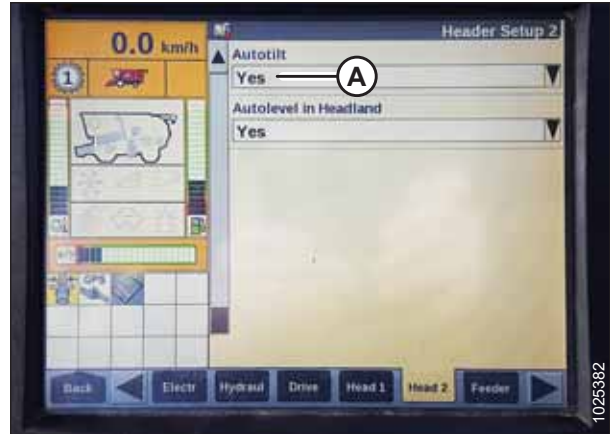 Header Setup 2
0.0 km/h
Autotilt
1
Yes
A
Autolevel in Headland
Yes
GPS
Back
Electr
Hydraul
Drive
Head 1
Head 2
Feeder
1025382